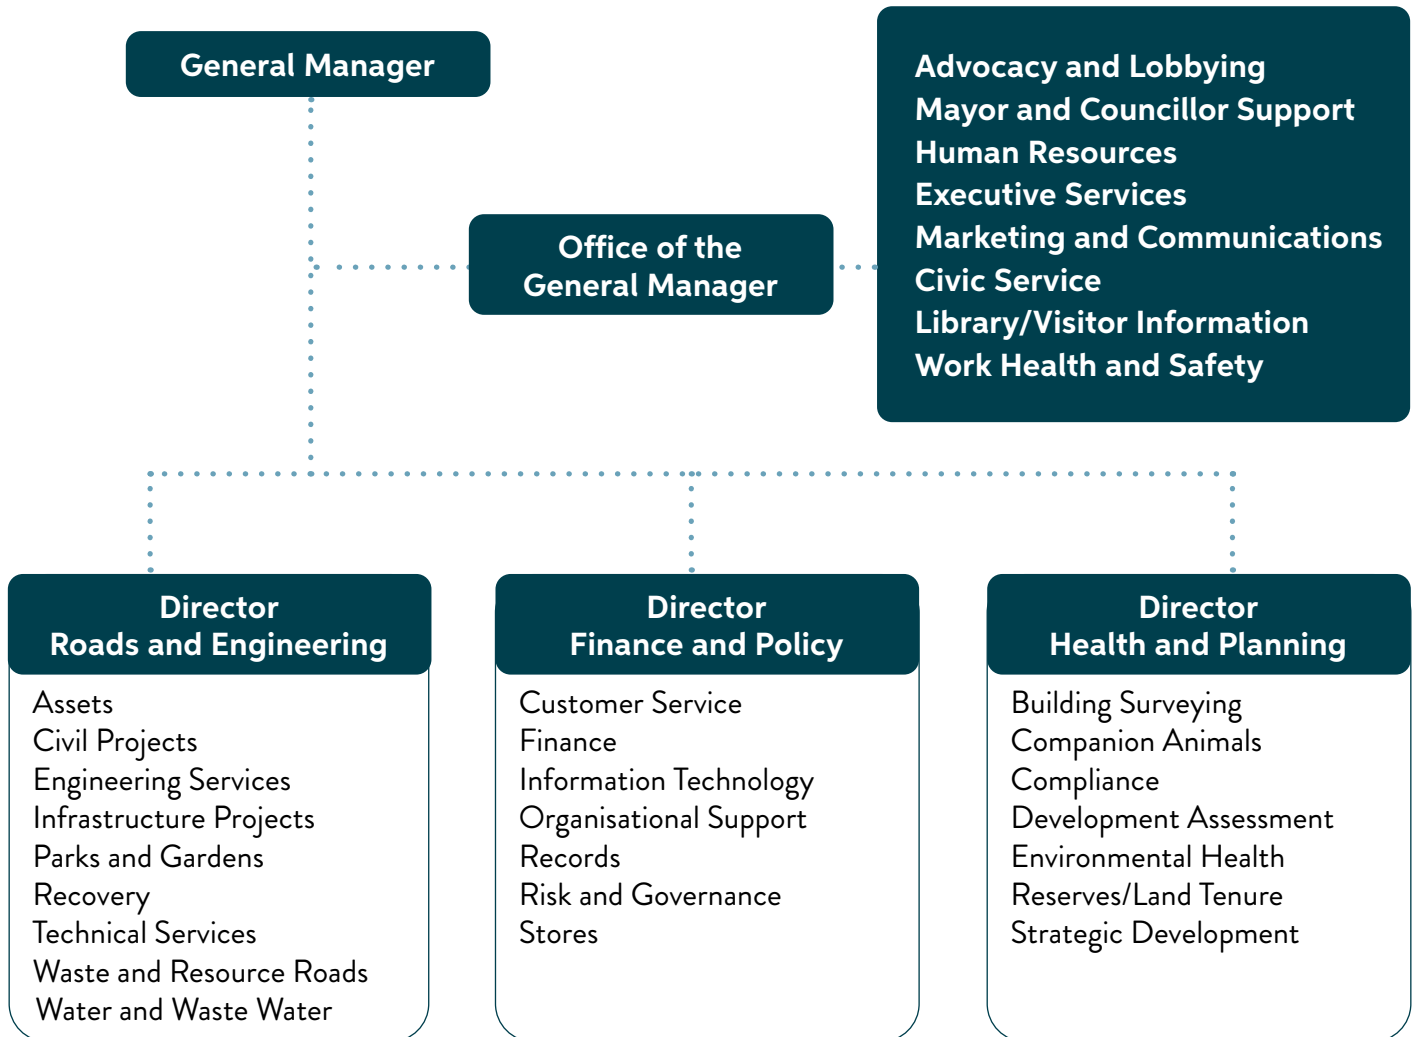 General Manager
Advocacy and Lobbying
Mayor and Councillor Support
Human Resources
Executive Services
Marketing and Communications
Civic Service
Library/Visitor Information
Work Health and Safety
Office of the
General Manager
Director
Roads and Engineering
Assets
Civil Projects
Engineering Services
Infrastructure Projects
Parks and Gardens
Recovery
Technical Services
Waste and Resource Roads
Water and Waste Water
Director
Finance and Policy
Customer Service
Finance
Information Technology
Organisational Support
Records
Risk and Governance
Stores
Director
Health and Planning
Building Surveying
Companion Animals
Compliance
Development Assessment
Environmental Health
Reserves/Land Tenure
Strategic Development